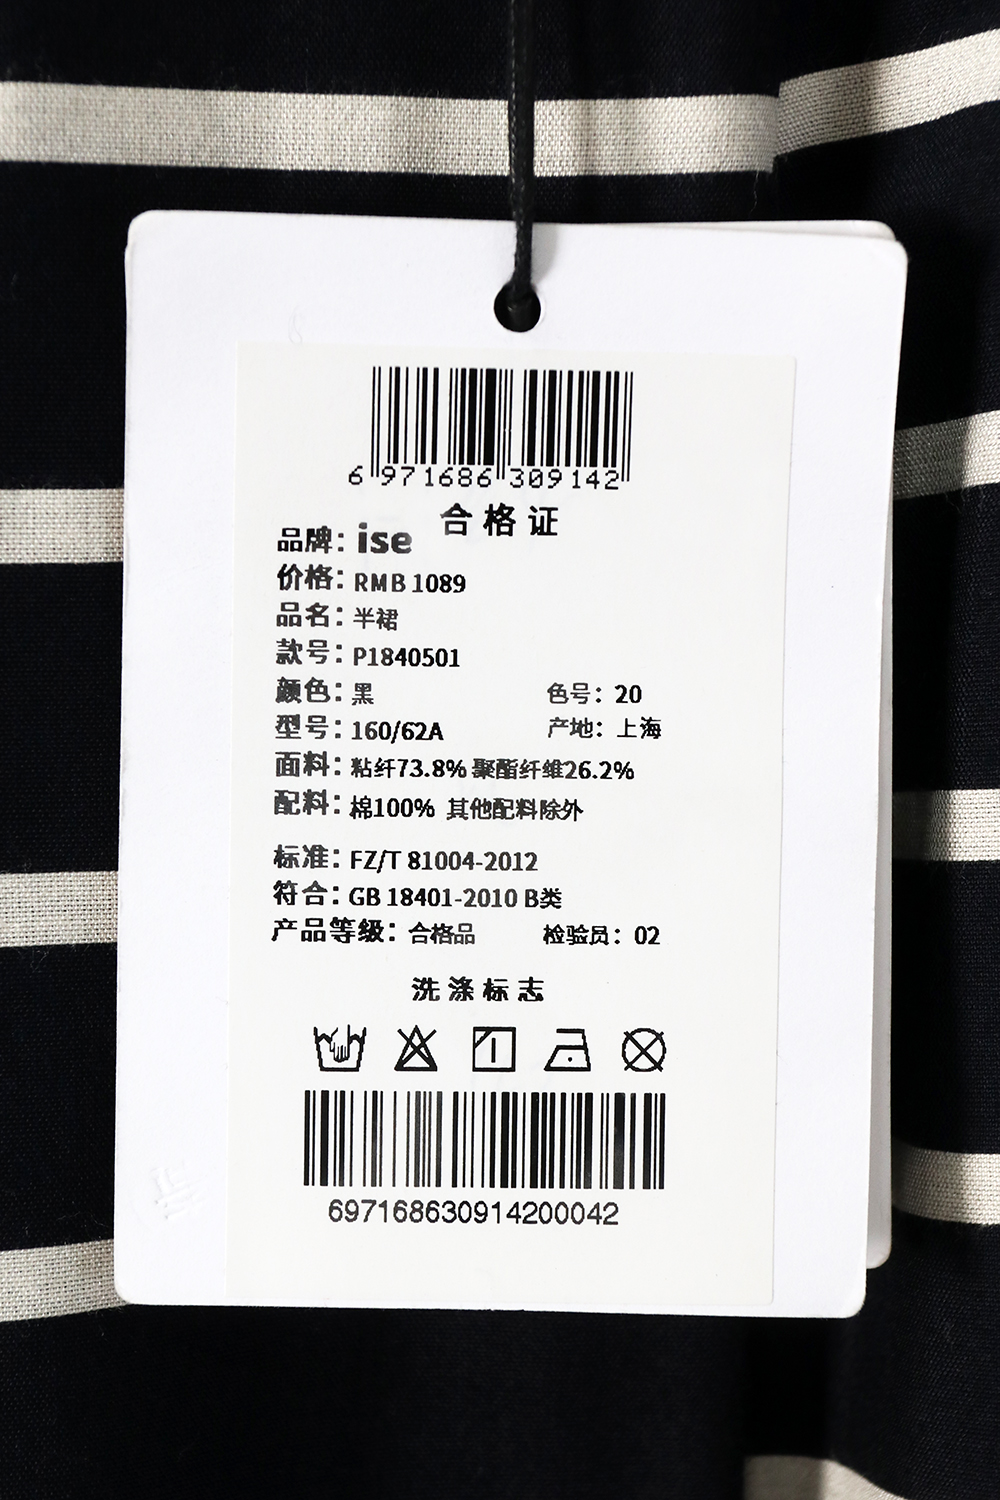 6 971686 309142
合格证
品牌：ise
价格：RMB 1089
品名：半裙
款号：P1840501
颜色：黑 色号：20
型号：160/62A 产地：上海
面料：粘纤73.8% 聚酯纤维26.2%
配料：棉100% 其他配料除外
标准：FZ/T 81004-2012
符合：GB 18401-2010 B类
产品等级：合格品 检验员：02
洗涤标志
697168630914200042